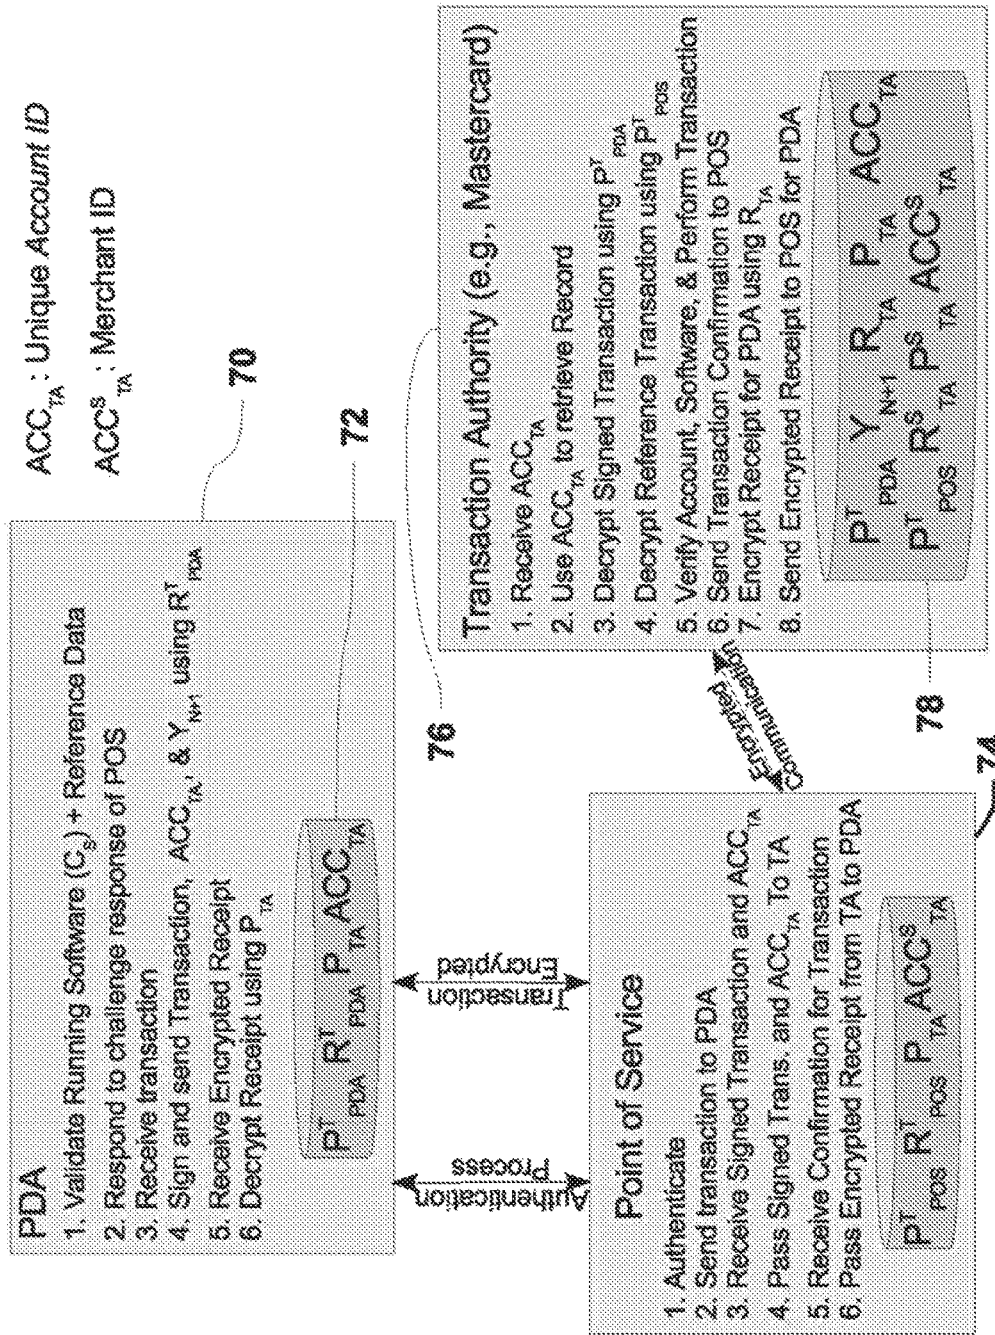 PDA
1. Validate Running Software (C_S) + Reference Data
2. Respond to challenge response of POS
3. Receive transaction
4. Sign and send Transaction, ACC_TA, & Y_N+1 using R^T_PDA
5. Receive Encrypted Receipt
6. Decrypt Receipt using P_TA
P^T_PDA R^T_PDA P_TA ACC_TA
ACC_TA : Unique Account ID
ACC^S_TA : Merchant ID
70
72
Authentication
Process
Transaction
Encrypted
76
Point of Service
1. Authenticate
2. Send transaction to PDA
3. Receive Signed Transaction and ACC_TA
4. Pass Signed Trans. and ACC_TA To TA
5. Receive Confirmation for Transaction
6. Pass Encrypted Receipt from TA to PDA
P^T_POS R^T_POS P_TA ACC^S_TA
74
Encrypted
Communication
Transaction Authority (e.g., Mastercard)
1. Receive ACC_TA
2. Use ACC_TA to retrieve Record
3. Decrypt Signed Transaction using P^T_PDA
4. Decrypt Reference Transaction using P^T_POS
5. Verify Account, Software, & Perform Transaction
6. Send Transaction Confirmation to POS
7. Encrypt Receipt for PDA using R_TA
8. Send Encrypted Receipt to POS for PDA
P^T_PDA Y_N+1 R_TA P_TA ACC_TA
P^T_POS R^S_TA P^S_TA ACC^S_TA
78